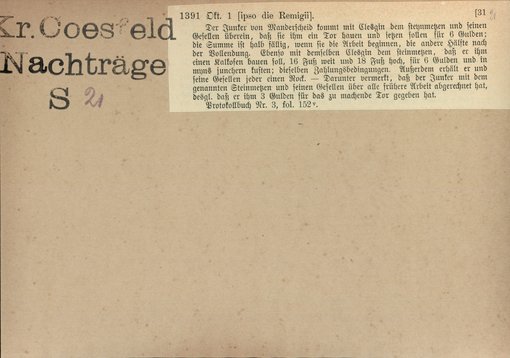 Kr. Coesfeld
Nachträge
S 21
1391 Okt. 1 [ipso die Remigii]. [31
Der Junker von Manderscheid kommt mit Clesgin dem steynmetzen und seinen
Gesellen überein, daß sie ihm ein Tor hauen und setzen sollen für 6 Gulden;
die Summe ist halb fällig, wenn sie die Arbeit beginnen, die andere Hälfte nach
der Vollendung. Ebenso mit demselben Clesgin dem steinmetzen, daß er ihm
einen Kalkofen bauen soll, 16 Fuß weit und 18 Fuß hoch, für 6 Gulden und in
myns junchern kusten; dieselben Zahlungsbedingungen. Außerdem erhält er und
seine Gesellen jeder einen Rock. — Darunter vermerkt, daß der Junker mit dem
genannten Steinmetzen und seinen Gesellen über alle frühere Arbeit abgerechnet hat,
desgl. daß er ihm 3 Gulden für das zu machende Tor gegeben hat.
Protokollbuch Nr. 3, fol. 152ᵛ.